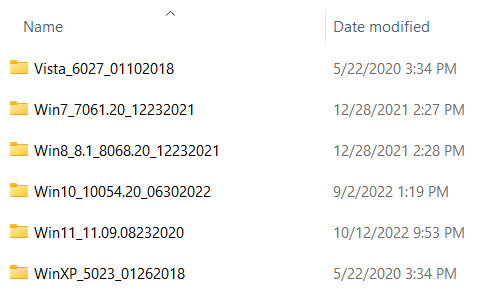 Name Date modified
Vista_6027_01102018 5/22/2020 3:34 PM
Win7_7061.20_12232021 12/28/2021 2:27 PM
Win8_8.1_8068.20_12232021 12/28/2021 2:28 PM
Win10_10054.20_06302022 9/2/2022 1:19 PM
Win11_11.09.08232020 10/12/2022 9:53 PM
WinXP_5023_01262018 5/22/2020 3:34 PM